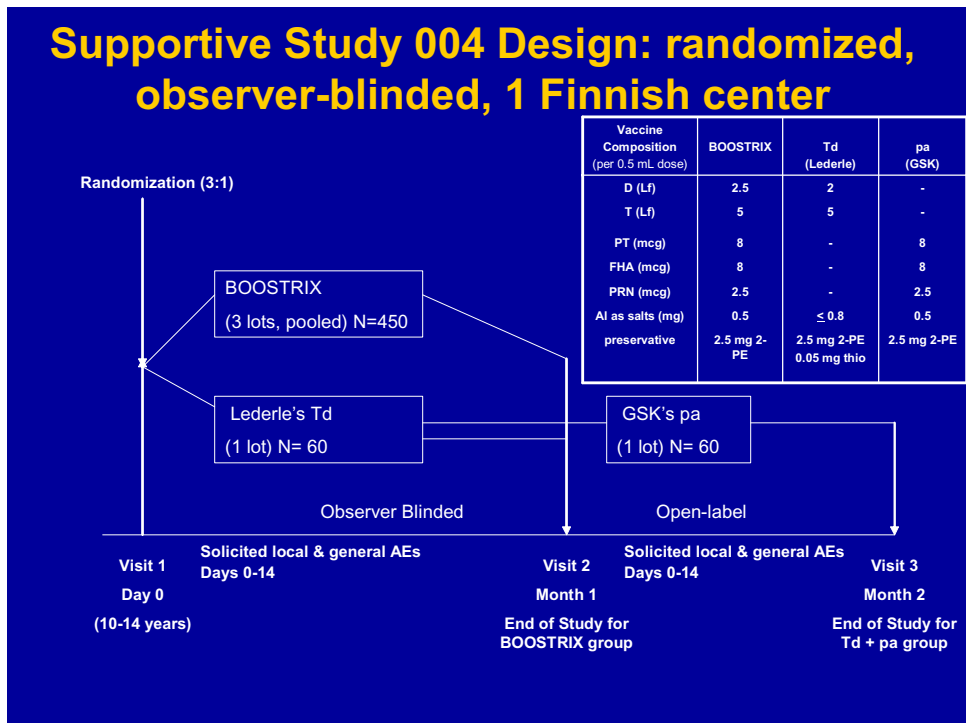 Supportive Study 004 Design: randomized,
observer-blinded, 1 Finnish center
Vaccine
Composition
(per 0.5 mL dose)
BOOSTRIX
Td
(Lederle)
pa
(GSK)
D (Lf) 2.5 2 -
T (Lf) 5 5 -
PT (mcg) 8 - 8
FHA (mcg) 8 - 8
PRN (mcg) 2.5 - 2.5
Al as salts (mg) 0.5 < 0.8 0.5
preservative 2.5 mg 2- 2.5 mg 2-PE 2.5 mg 2-PE
PE 0.05 mg thio
Randomization (3:1)
BOOSTRIX
(3 lots, pooled) N=450
Lederle's Td
(1 lot) N= 60
GSK's pa
(1 lot) N= 60
Observer Blinded
Open-label
Solicited local & general AEs
Days 0-14
Solicited local & general AEs
Days 0-14
Visit 1
Day 0
(10-14 years)
Visit 2
Month 1
End of Study for
BOOSTRIX group
Visit 3
Month 2
End of Study for
Td + pa group